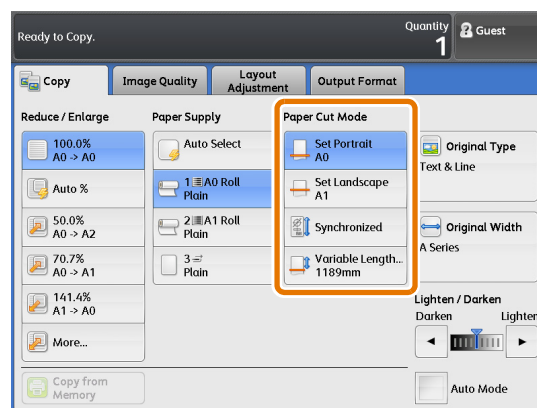 Ready to Copy.
Quantity
1
Guest
Copy
Image Quality
Layout
Adjustment
Output Format
Reduce / Enlarge
100.0%
A0 -> A0
Auto %
50.0%
A0 -> A2
70.7%
A0 -> A1
141.4%
A1 -> A0
More...
Copy from
Memory
Paper Supply
Auto Select
1 A0 Roll
Plain
2 A1 Roll
Plain
3
Plain
Paper Cut Mode
Set Portrait
A0
Set Landscape
A1
Synchronized
Variable Length...
1189mm
Original Type
Text & Line
Original Width
A Series
Lighten / Darken
Darken Lighten
Auto Mode